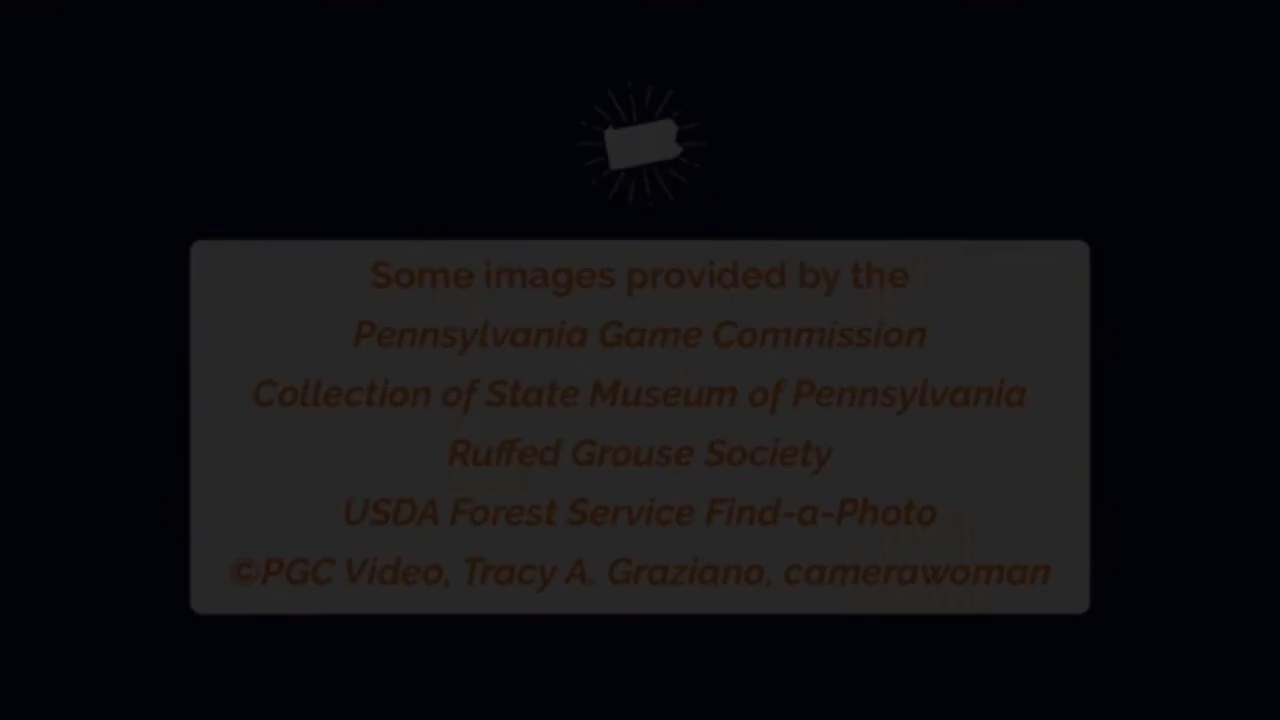 Some images provided by the
Pennsylvania Game Commission
Collection of State Museum of Pennsylvania
Ruffed Grouse Society
USDA Forest Service Find-a-Photo
©PGC Video, Tracy A. Graziano, camerawoman